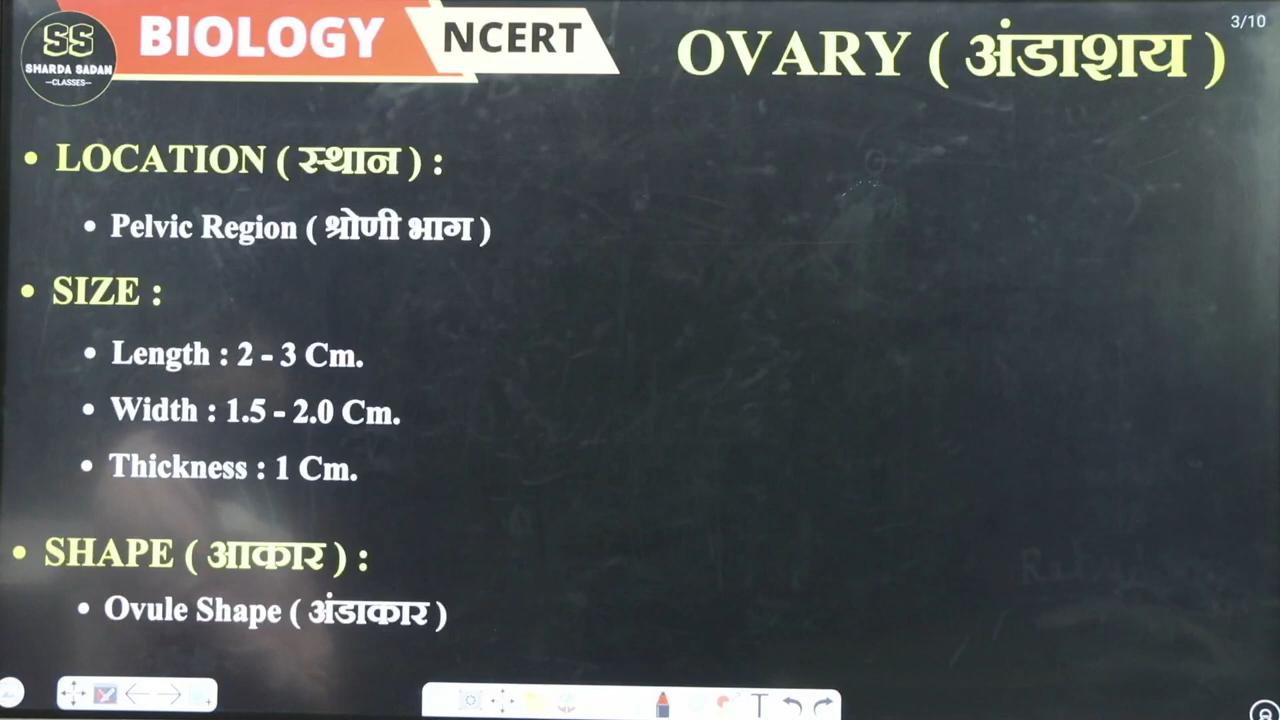 SS
SHARDA SADAN
CLASSES
BIOLOGY
NCERT
OVARY ( अंडाशय )
3/10
• LOCATION ( स्थान ) :
• Pelvic Region ( श्रोणी भाग )
• SIZE :
• Length : 2 - 3 Cm.
• Width : 1.5 - 2.0 Cm.
• Thickness : 1 Cm.
• SHAPE ( आकार ) :
• Ovule Shape ( अंडाकार )
T